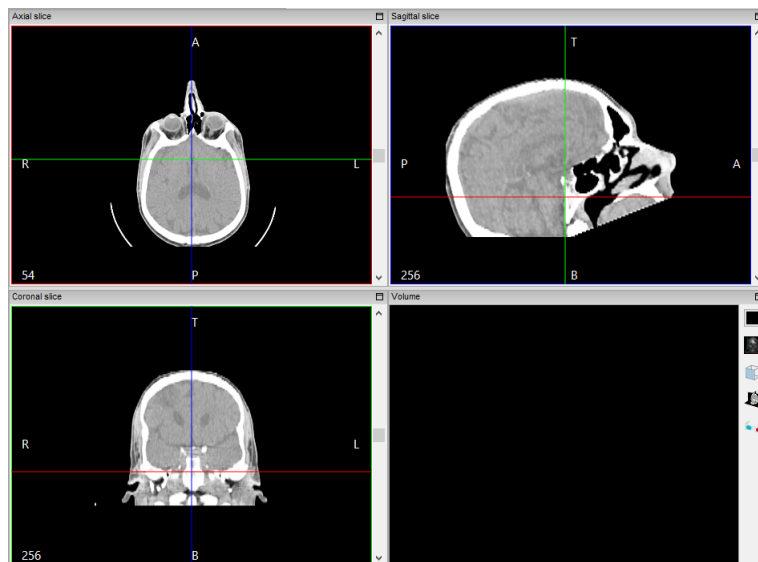 Axial slice
A
R
L
54
P
Sagittal slice
T
P
A
256
B
Coronal slice
T
R
L
256
B
Volume